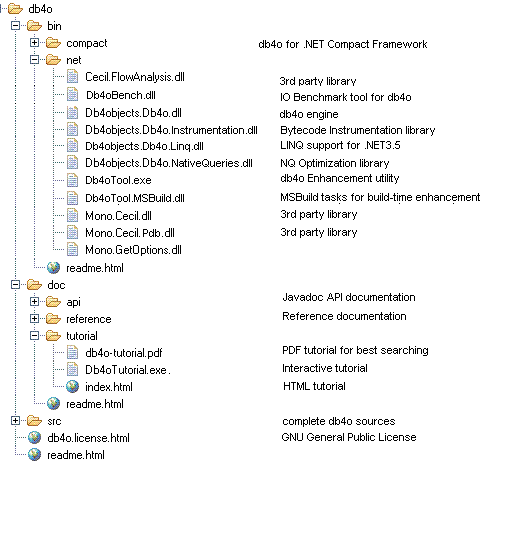 db4o
bin
compact db4o for .NET Compact Framework
net
Cecil.FlowAnalysis.dll 3rd party library
Db4oBench.dll IO Benchmark tool for db4o
Db4objects.Db4o.dll db4o engine
Db4objects.Db4o.Instrumentation.dll Bytecode Instrumentation library
Db4objects.Db4o.Linq.dll LINQ support for .NET3.5
Db4objects.Db4o.NativeQueries.dll NQ Optimization library
Db4oTool.exe db4o Enhancement utility
Db4oTool.MSBuild.dll MSBuild tasks for build-time enhancement
Mono.Cecil.dll 3rd party library
Mono.Cecil.Pdb.dll 3rd party library
Mono.GetOptions.dll
readme.html
doc
api Javadoc API documentation
reference Reference documentation
tutorial
db4o-tutorial.pdf PDF tutorial for best searching
Db4oTutorial.exe. Interactive tutorial
index.html HTML tutorial
readme.html
src complete db4o sources
db4o.license.html GNU General Public License
readme.html